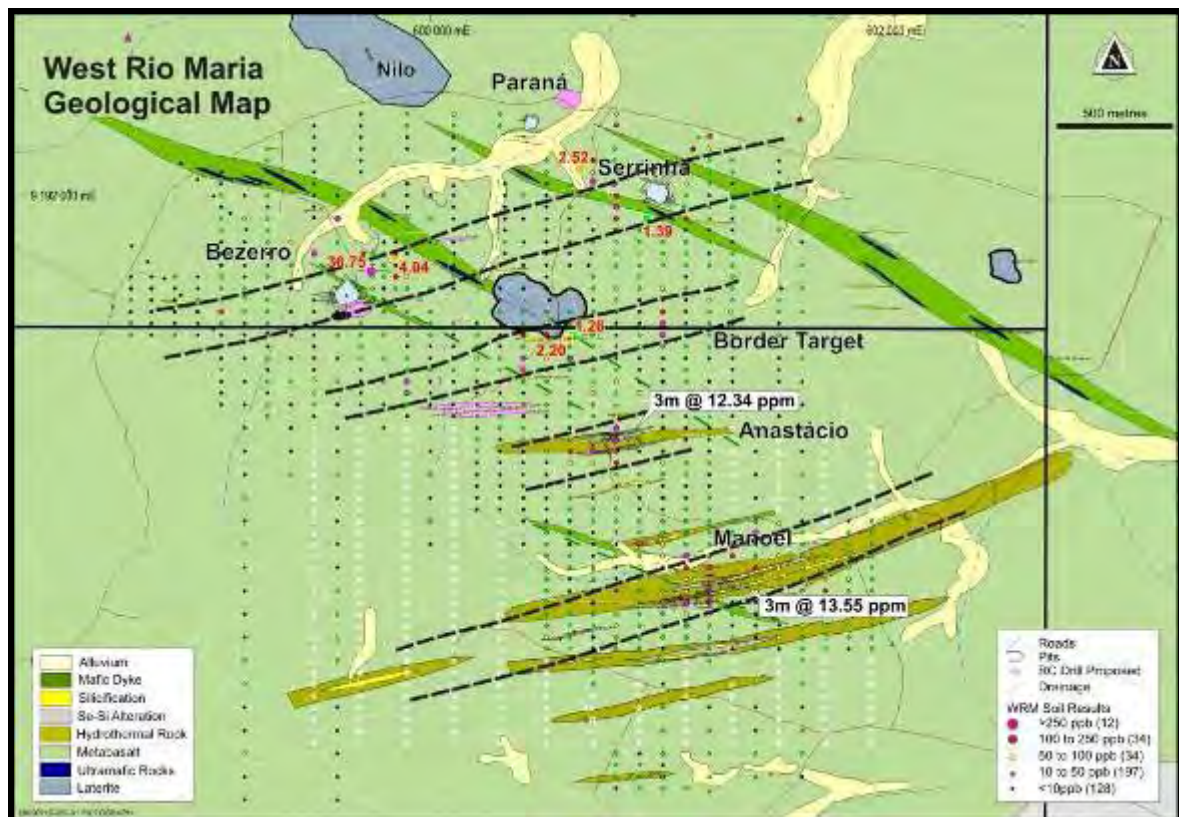 West Rio Maria
Geological Map
600 000 mE
602 000 mE
N
500 metres
Nilo
Paraná
2.52
Serrinha
9 192 000 mE
1.39
Bezerro
36.75
4.04
1.28
2.20
Border Target
3m @ 12.34 ppm
Anastácio
Manoel
3m @ 13.55 ppm
Alluvium
Mafic Dyke
Silicification
Se-Si Alteration
Hydrothermal Rock
Metabasalt
Ultramafic Rocks
Laterite
Roads
Pits
RC Drill Proposed
Drainage
WRM Soil Results
>250 ppb (12)
100 to 250 ppb (34)
50 to 100 ppb (34)
10 to 50 ppb (197)
<10ppb (128)